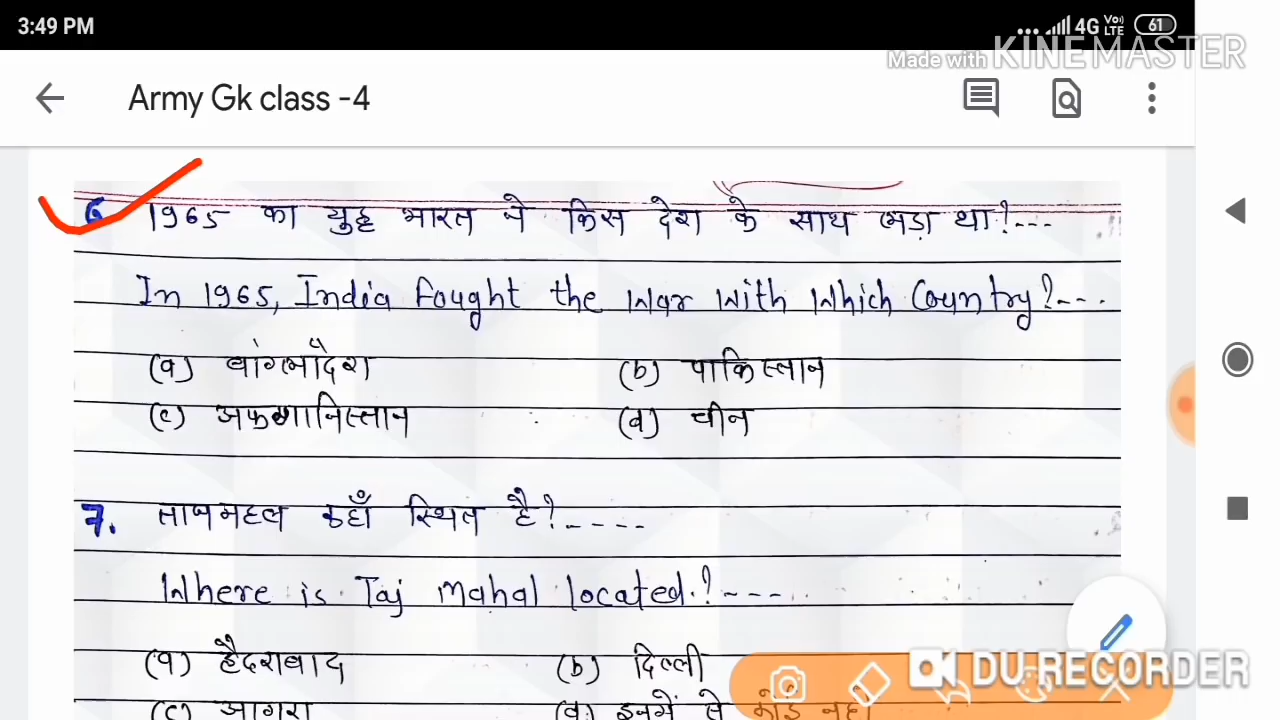 3:49 PM
4G Vo) LTE 61
Made with KINEMASTER
Army Gk class -4
6 1965 का युद्ध भारत ने किस देश के साथ लड़ा था?---
In 1965, India Fought the War With Which Country?---
(a) बांग्लादेश (b) पाकिस्तान
(c) अफगानिस्तान (d) चीन
7. ताजमहल कहाँ स्थित है?----
Where is Taj Mahal located?---
(a) हैदराबाद (b) दिल्ली
DU RECORDER
(c) आगरा (d) इनमें से कोई नहीं